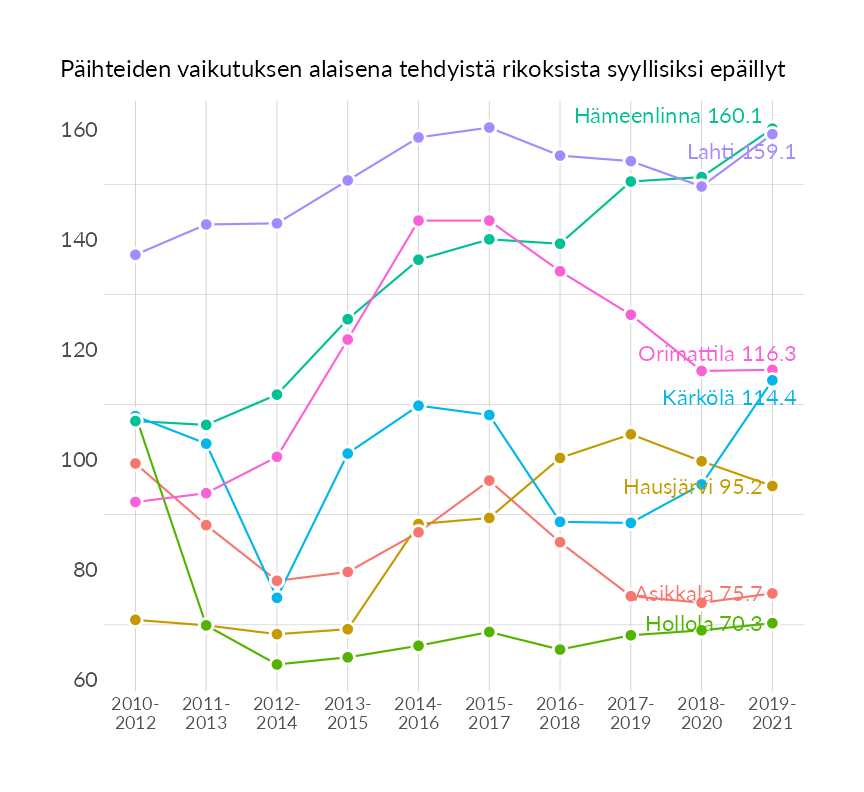 Päihteiden vaikutuksen alaisena tehdyistä rikoksista syyllisiksi epäillyt
160
Hämeenlinna 160.1
Lahti 159.1
140
120
Orimattila 116.3
Kärkölä 114.4
100
Hausjärvi 95.2
80
Asikkala 75.7
Hollola 70.3
60
2010- 2011- 2012- 2013- 2014- 2015- 2016- 2017- 2018- 2019-
2012 2013 2014 2015 2016 2017 2018 2019 2020 2021